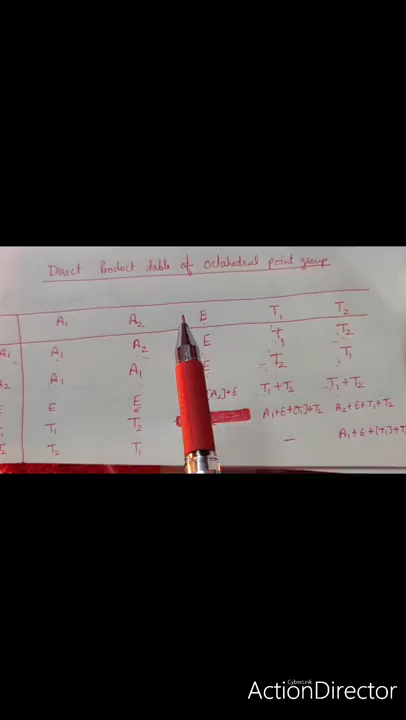 Direct Product table of octahedral point group
A1 A2 E T1 T2
A1 A1 A2 E T1 T2
A2 A2 A1 E T2 T1
E E E [A2]+E T1+T2 T1+T2
T1 T1 T2 A1+E+[T1]+T2 A2+E+T1+T2
T2 T2 T1 — A1+E+[T1]+T
CyberLink
ActionDirector